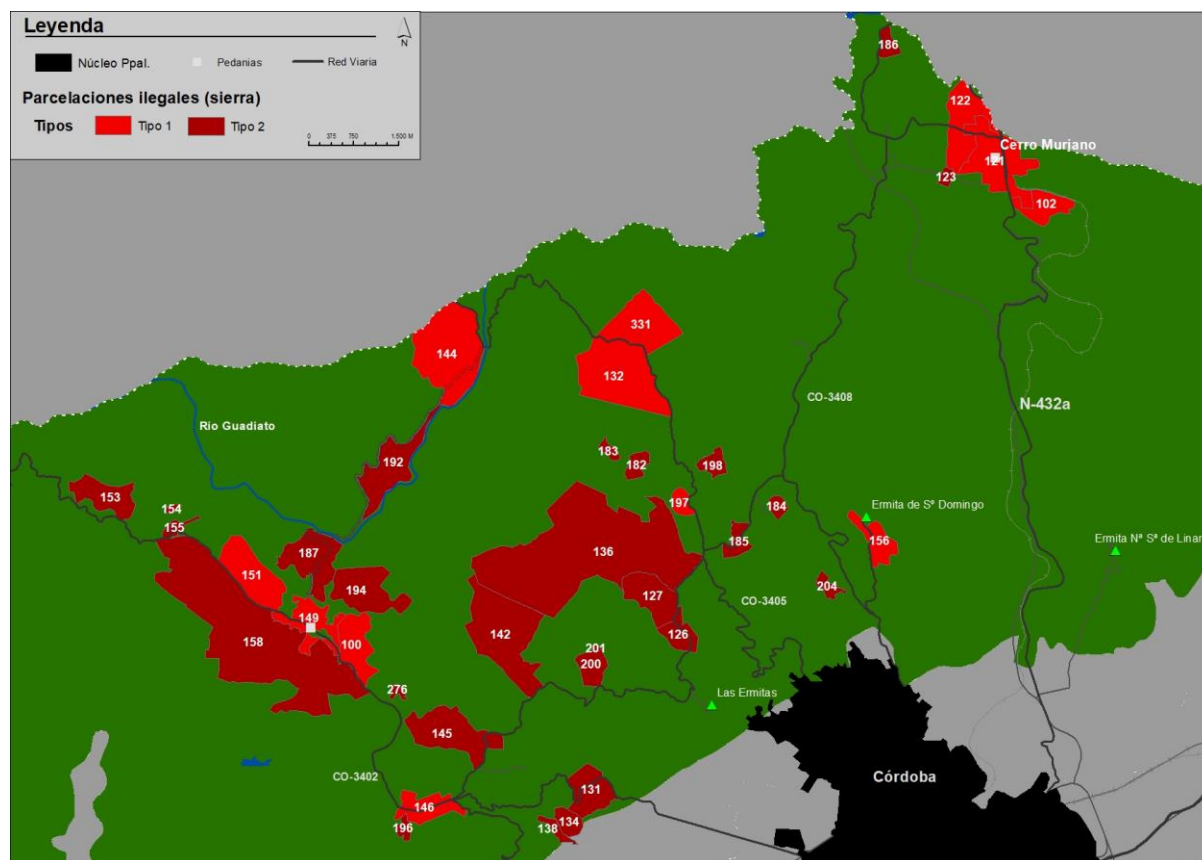 Leyenda
N
Núcleo Ppal.
Pedanias
Red Viaria
Parcelaciones ilegales (sierra)
Tipos
Tipo 1
Tipo 2
0 375 750 1.500 M
186
122
Cerro Muriano
121
123
102
331
144
132
CO-3408
N-432a
Río Guadiato
183
182
198
192
153
197
154
184
155
Ermita de Sº Domingo
136
185
156
187
Ermita Nª Sª de Linar
151
194
204
127
CO-3405
149
158
100
142
126
201
200
276
Las Ermitas
145
CO-3402
Córdoba
131
146
196
138
134